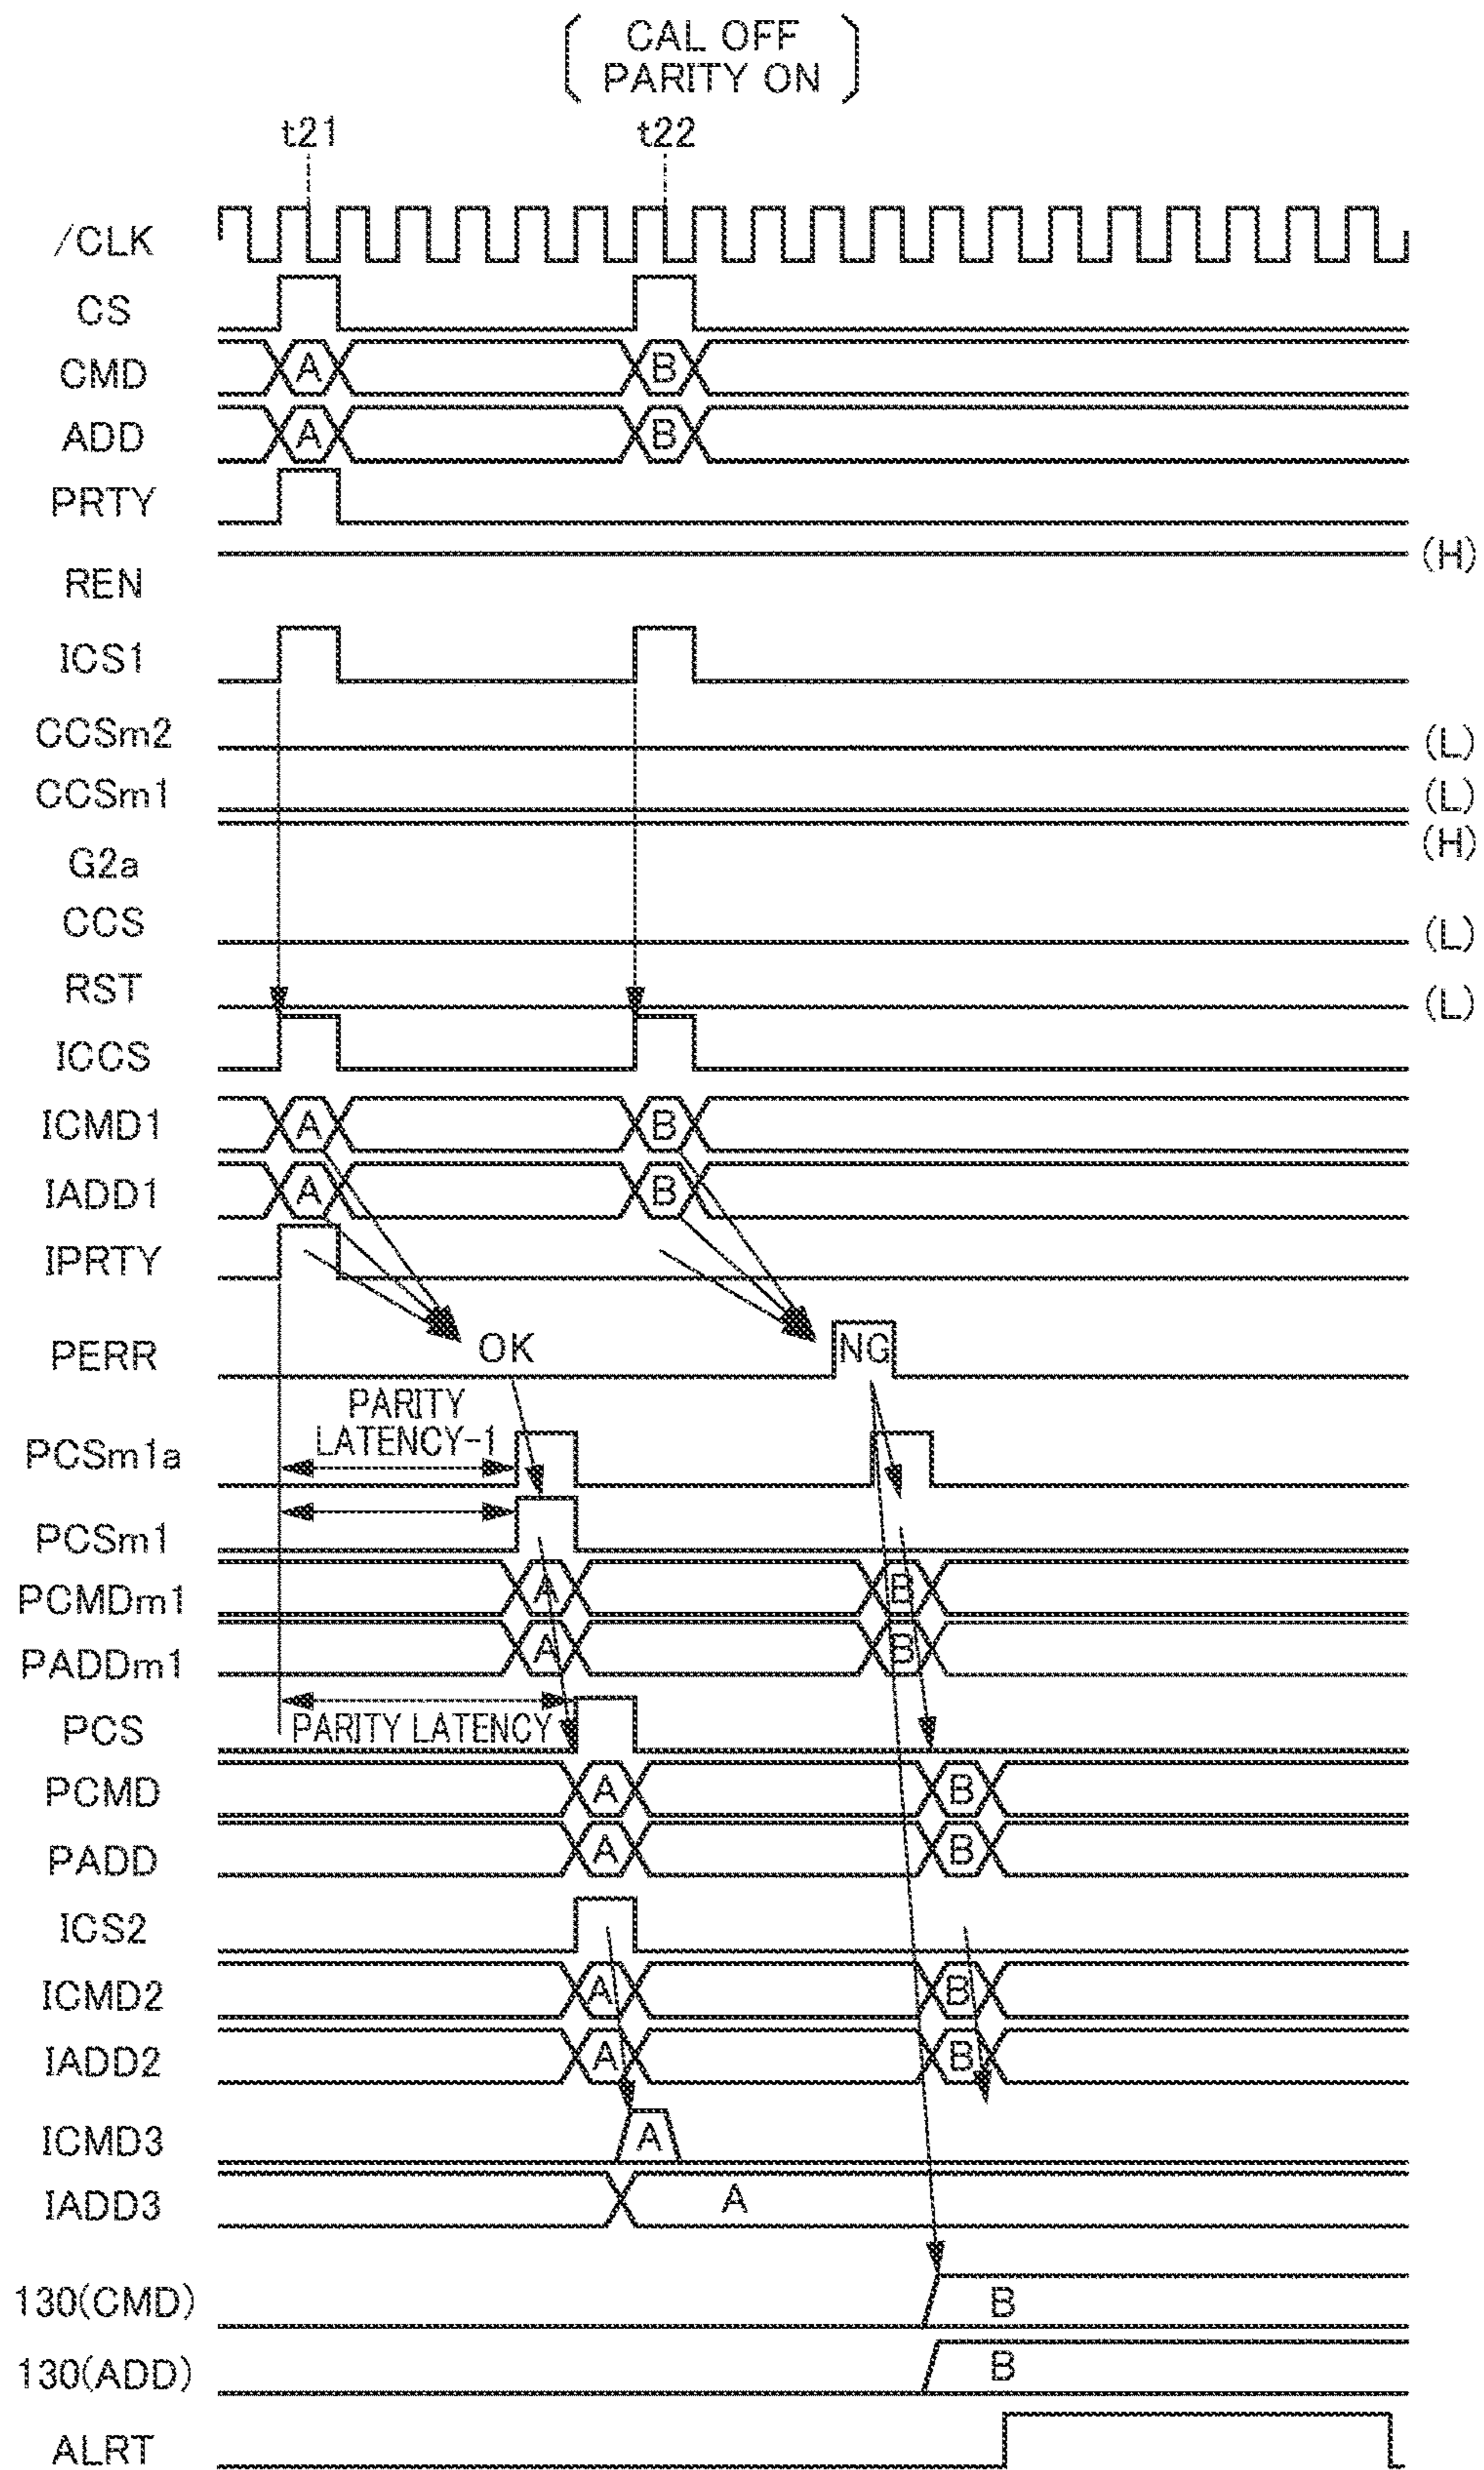 CAL OFF
PARITY ON
t21 t22
/CLK
CS
CMD A B
ADD A B
PRTY
REN (H)
ICS1
CCSm2 (L)
CCSm1 (L)
G2a (H)
CCS (L)
RST (L)
ICCS
ICMD1 A B
IADD1 A B
IPRTY
PERR OK NG
PARITY
LATENCY-1
PCSm1a
PCSm1
PCMDm1 A B
PADDm1 A B
PCS PARITY LATENCY
PCMD A B
PADD A B
ICS2
ICMD2 A B
IADD2 A B
ICMD3 A
IADD3 A
130(CMD) B
130(ADD) B
ALRT